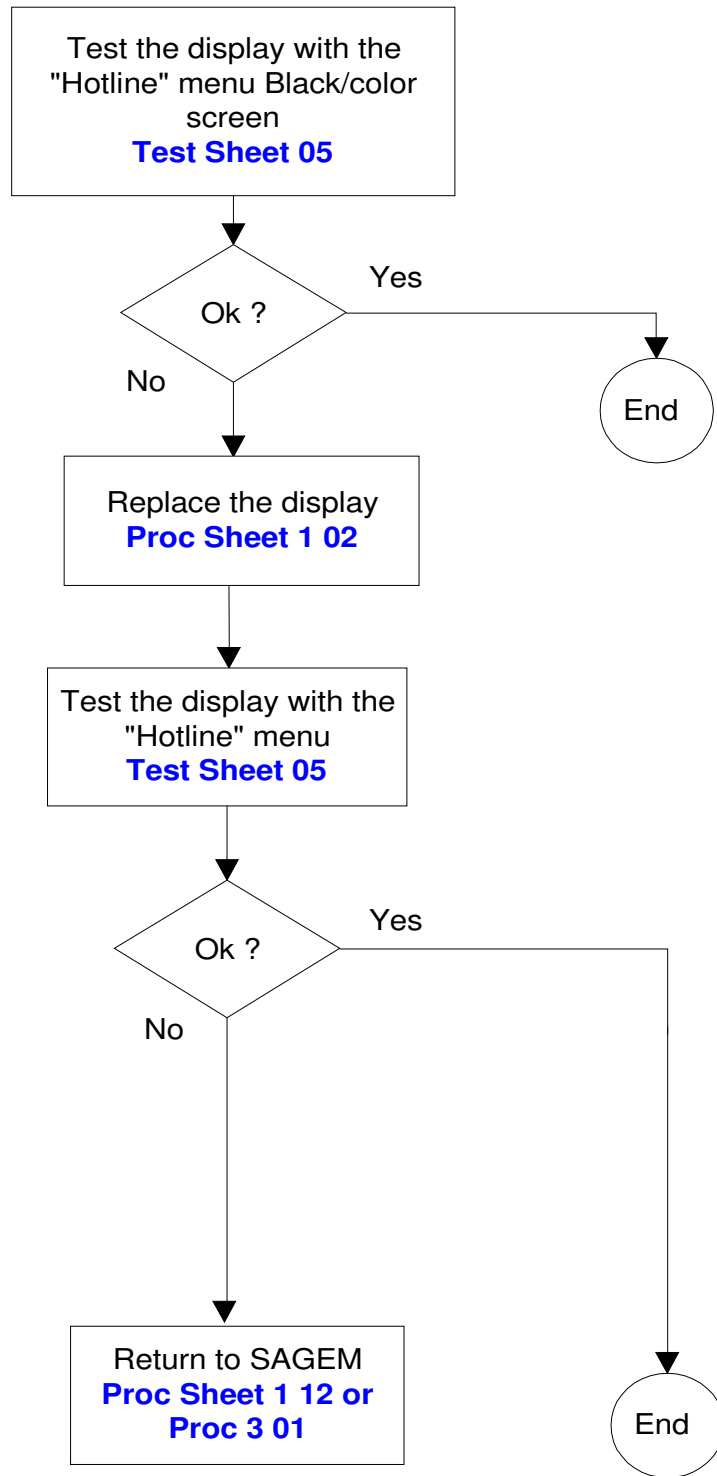 Test the display with the
"Hotline" menu Black/color
screen
Test Sheet 05
Yes
Ok ?
No
End
Replace the display
Proc Sheet 1 02
Test the display with the
"Hotline" menu
Test Sheet 05
Yes
Ok ?
No
Return to SAGEM
Proc Sheet 1 12 or
Proc 3 01
End